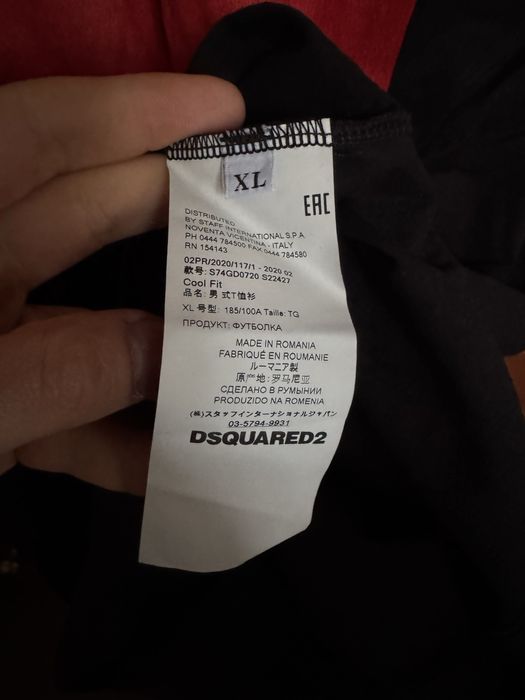 XL
EAC
DISTRIBUTED
BY STAFF INTERNATIONAL S.P.A.
NOVENTA VICENTINA - ITALY
PH 0444 784500 FAX 0444 784580
RN 154143
02PR/2020/117/1 - 2020 02
款号: S74GD0720 S22427
Cool Fit
品名: 男 式T恤衫
XL 号型: 185/100A Taille: TG
ПРОДУКТ: ФУТБОЛКА
MADE IN ROMANIA
FABRIQUÉ EN ROUMANIE
ルーマニア製
原产地: 罗马尼亚
СДЕЛАНО В РУМЫНИИ
PRODUZIDO NA ROMENIA
(株)スタッフインターナショナルジャパン
03-5794-9931
DSQUARED2